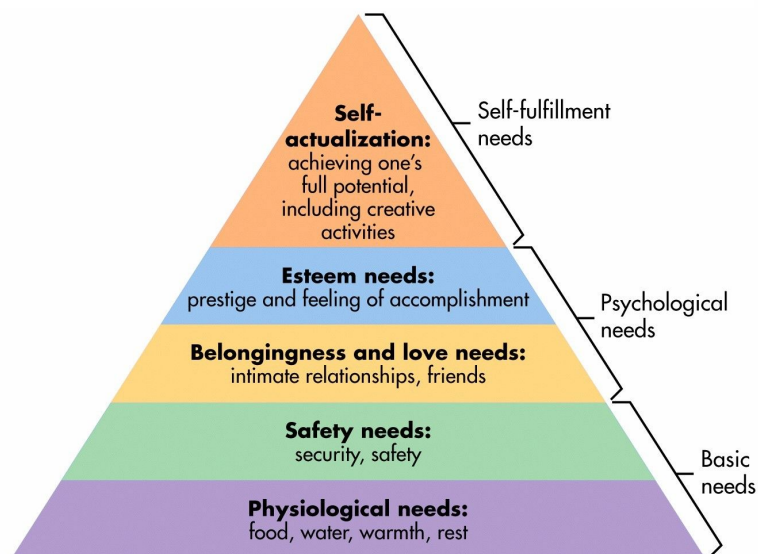 Self-
actualization:
achieving one's
full potential,
including creative
activities
Self-fulfillment
needs
Esteem needs:
prestige and feeling of accomplishment
Belongingness and love needs:
intimate relationships, friends
Psychological
needs
Safety needs:
security, safety
Physiological needs:
food, water, warmth, rest
Basic
needs